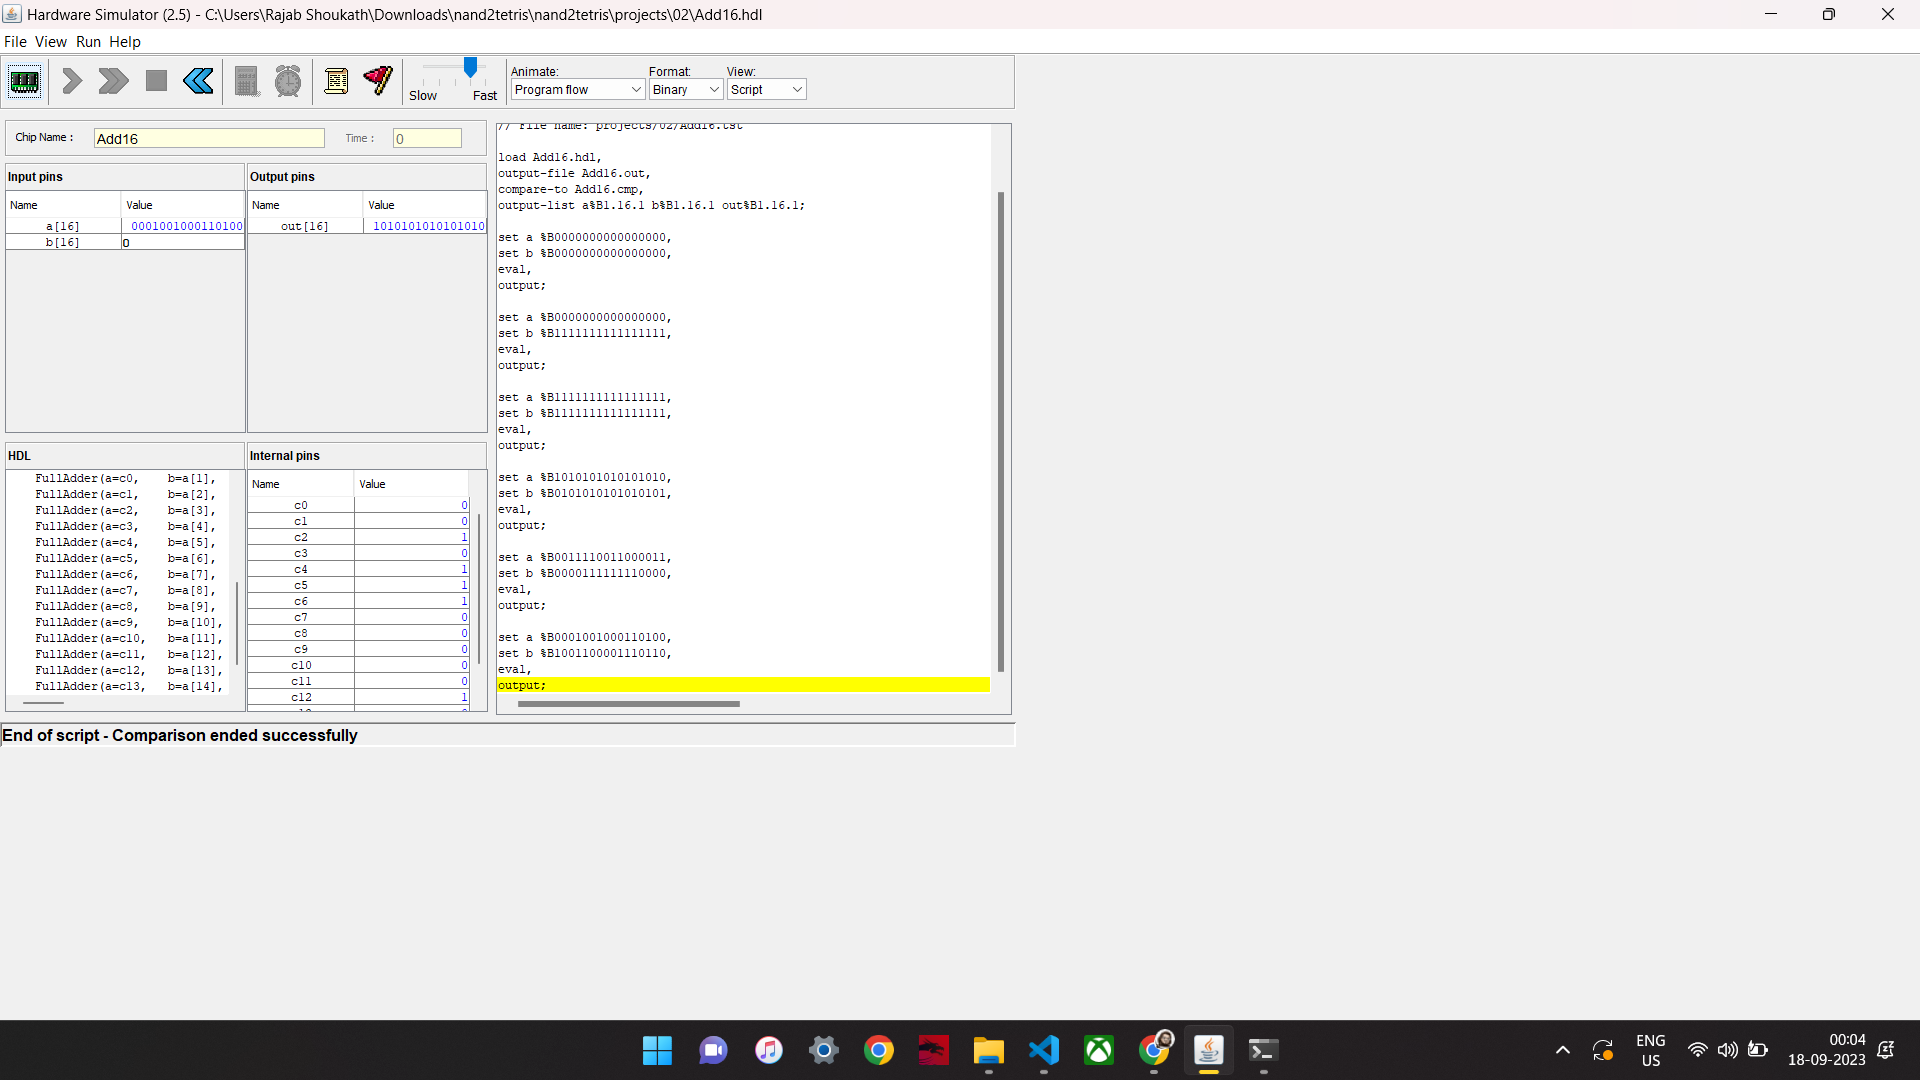 Hardware Simulator (2.5) - C:\Users\Rajab Shoukath\Downloads\nand2tetris\nand2tetris\projects\02\Add16.hdl
File View Run Help
Slow Fast
Animate: Format: View:
Program flow Binary Script
Chip Name : Add16 Time : 0
Input pins
Name Value
a[16] 0001001000110100
b[16] 0
Output pins
Name Value
out[16] 1010101010101010
HDL
FullAdder(a=c0, b=a[1],
FullAdder(a=c1, b=a[2],
FullAdder(a=c2, b=a[3],
FullAdder(a=c3, b=a[4],
FullAdder(a=c4, b=a[5],
FullAdder(a=c5, b=a[6],
FullAdder(a=c6, b=a[7],
FullAdder(a=c7, b=a[8],
FullAdder(a=c8, b=a[9],
FullAdder(a=c9, b=a[10],
FullAdder(a=c10, b=a[11],
FullAdder(a=c11, b=a[12],
FullAdder(a=c12, b=a[13],
FullAdder(a=c13, b=a[14],
Internal pins
Name Value
c0 0
c1 0
c2 1
c3 0
c4 1
c5 1
c6 1
c7 0
c8 0
c9 0
c10 0
c11 0
c12 1
// File name: projects/02/Add16.tst
load Add16.hdl,
output-file Add16.out,
compare-to Add16.cmp,
output-list a%B1.16.1 b%B1.16.1 out%B1.16.1;
set a %B0000000000000000,
set b %B0000000000000000,
eval,
output;
set a %B0000000000000000,
set b %B1111111111111111,
eval,
output;
set a %B1111111111111111,
set b %B1111111111111111,
eval,
output;
set a %B1010101010101010,
set b %B0101010101010101,
eval,
output;
set a %B0011110011000011,
set b %B0000111111110000,
eval,
output;
set a %B0001001000110100,
set b %B1001100001110110,
eval,
output;
End of script - Comparison ended successfully
ENG
US
00:04
18-09-2023